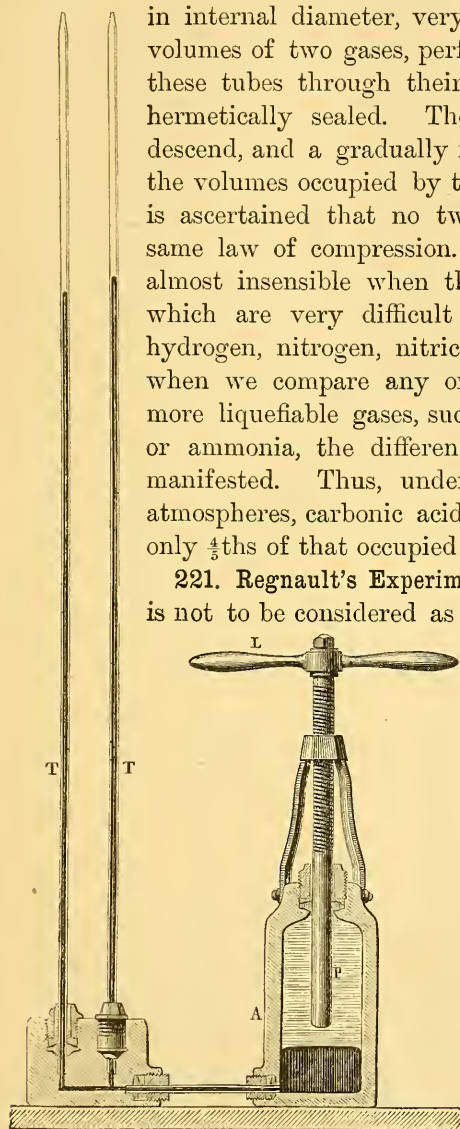 in internal diameter, very
volumes of two gases, perf
these tubes through their
hermetically sealed. The
descend, and a gradually
the volumes occupied by t
is ascertained that no tw
same law of compression.
almost insensible when th
which are very difficult
hydrogen, nitrogen, nitric
when we compare any o
more liquefiable gases, suc
or ammonia, the differen
manifested. Thus, unde
atmospheres, carbonic acid
only ⅘ths of that occupied
221. Regnault's Experim
is not to be considered as
L
T T
P
A